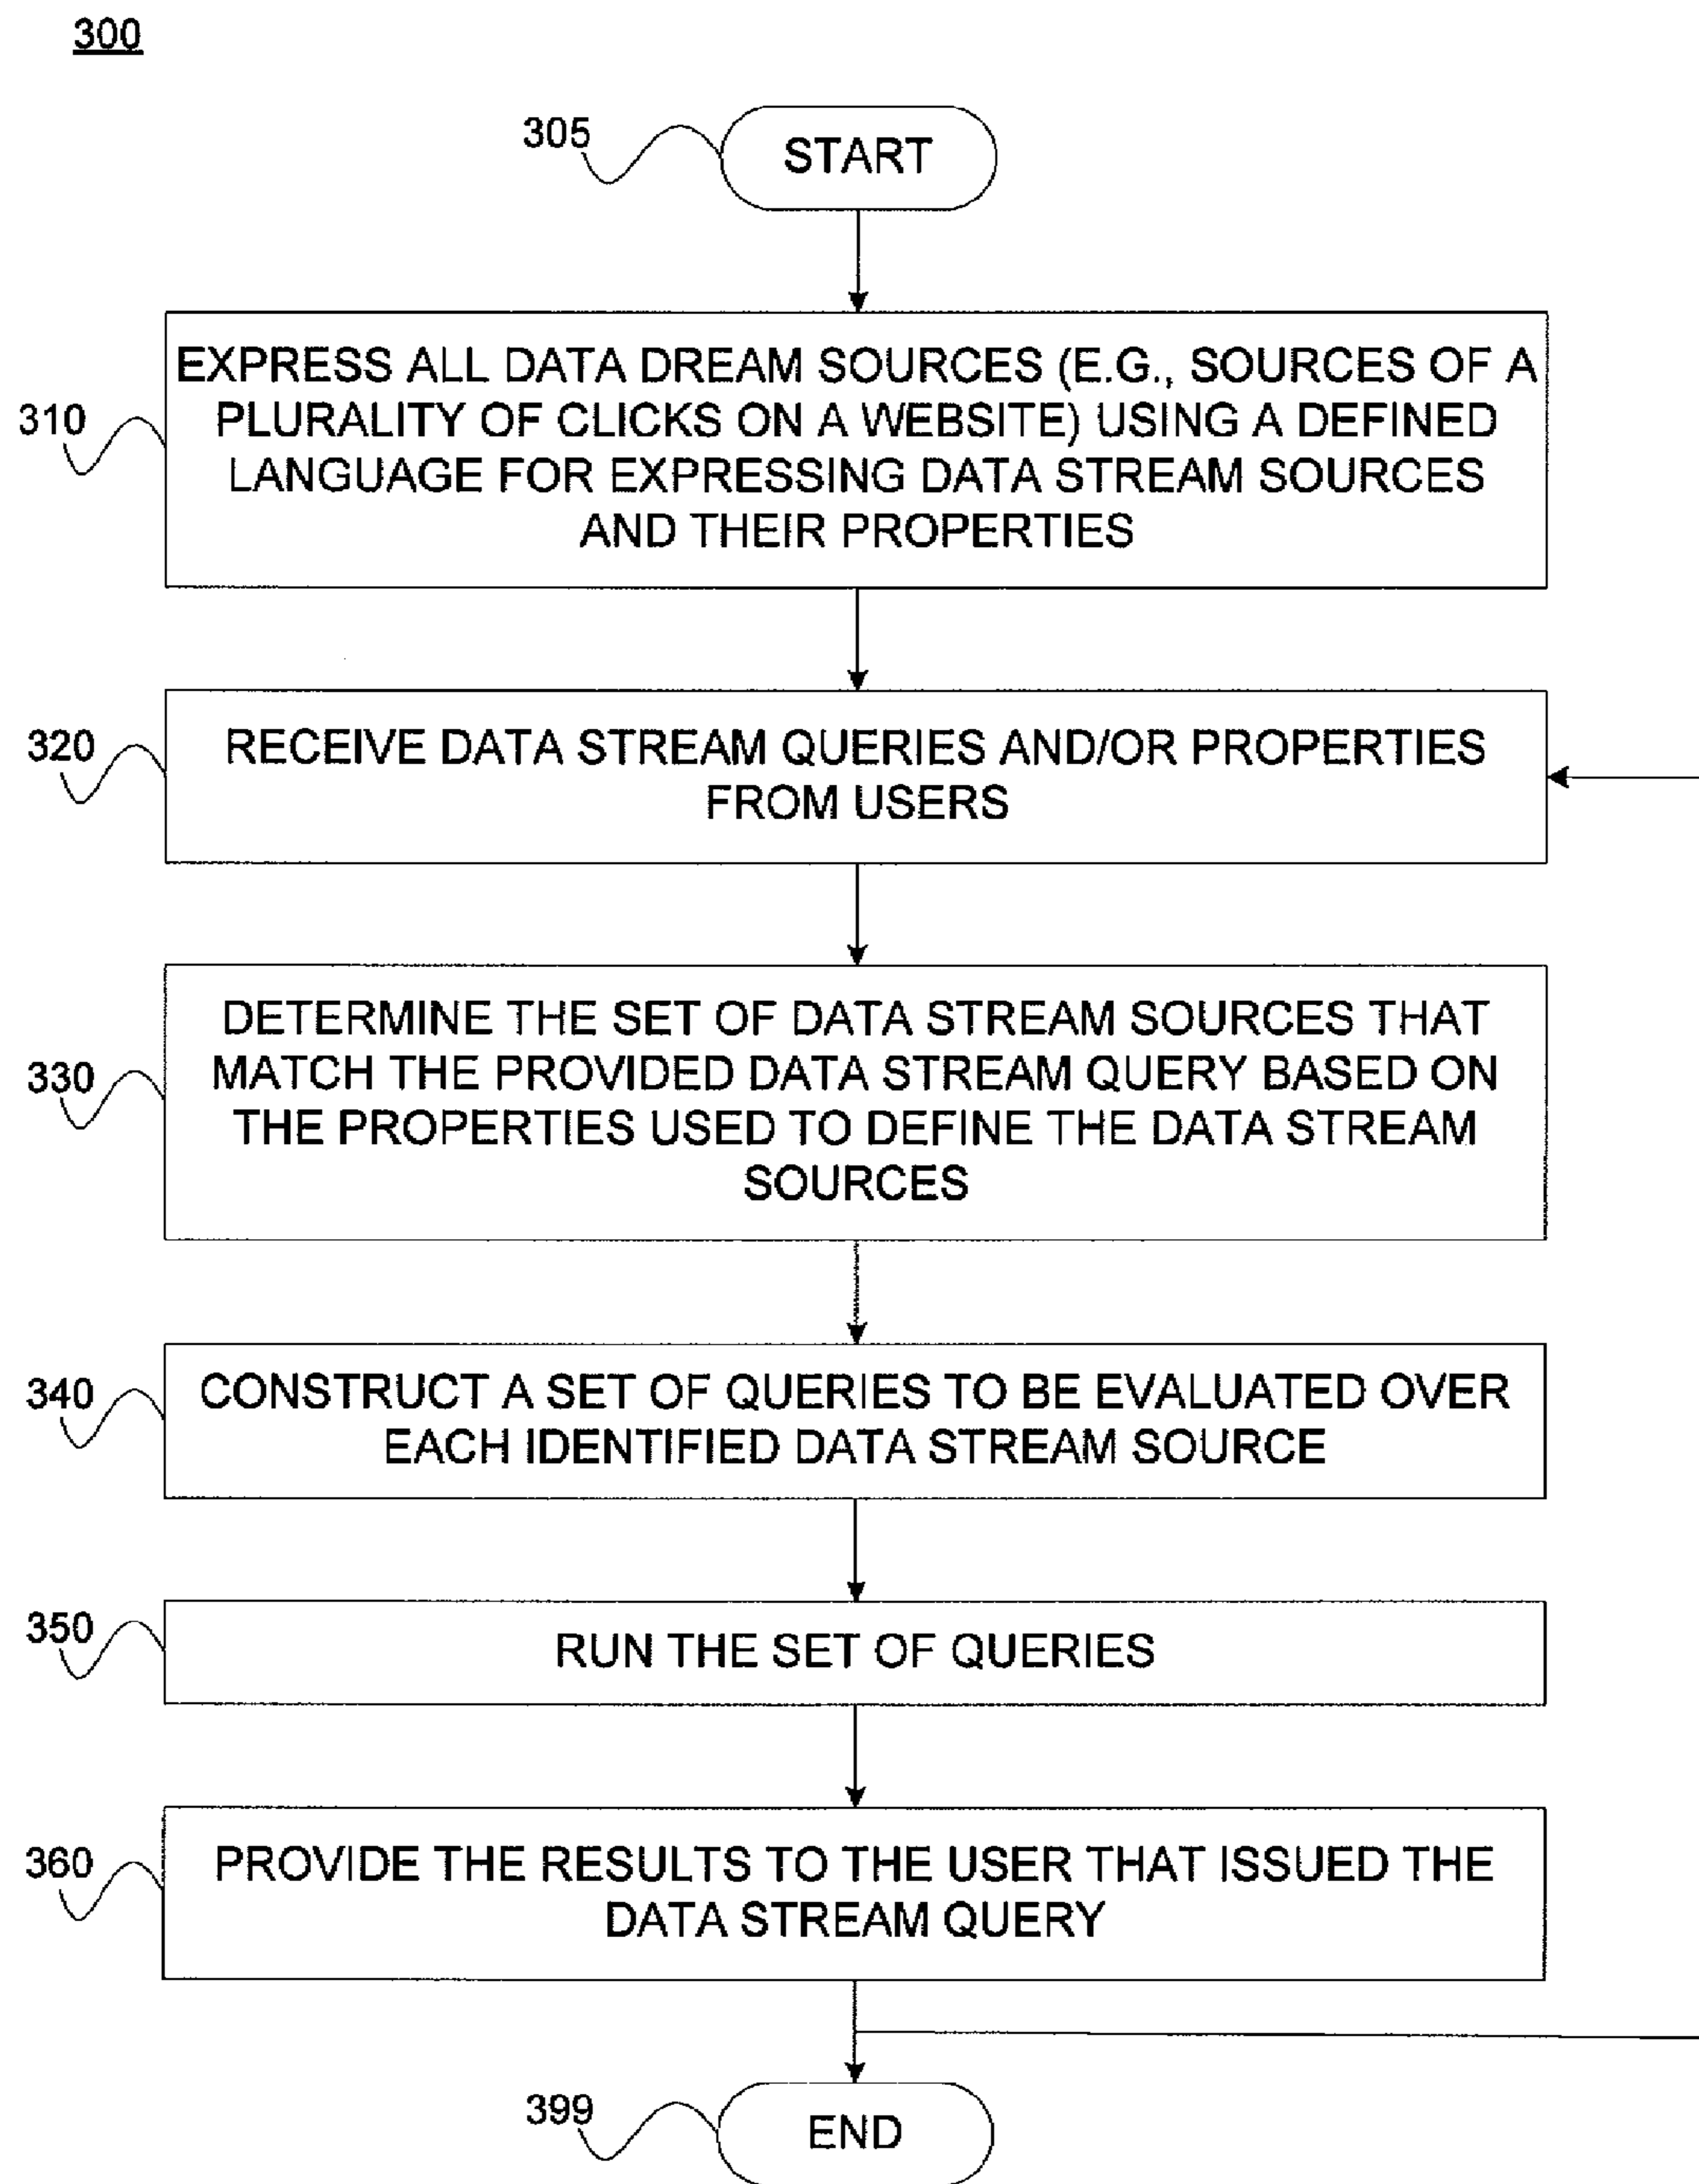 300
305
START
310
EXPRESS ALL DATA DREAM SOURCES (E.G., SOURCES OF A
PLURALITY OF CLICKS ON A WEBSITE) USING A DEFINED
LANGUAGE FOR EXPRESSING DATA STREAM SOURCES
AND THEIR PROPERTIES
320
RECEIVE DATA STREAM QUERIES AND/OR PROPERTIES
FROM USERS
330
DETERMINE THE SET OF DATA STREAM SOURCES THAT
MATCH THE PROVIDED DATA STREAM QUERY BASED ON
THE PROPERTIES USED TO DEFINE THE DATA STREAM
SOURCES
340
CONSTRUCT A SET OF QUERIES TO BE EVALUATED OVER
EACH IDENTIFIED DATA STREAM SOURCE
350
RUN THE SET OF QUERIES
360
PROVIDE THE RESULTS TO THE USER THAT ISSUED THE
DATA STREAM QUERY
399
END